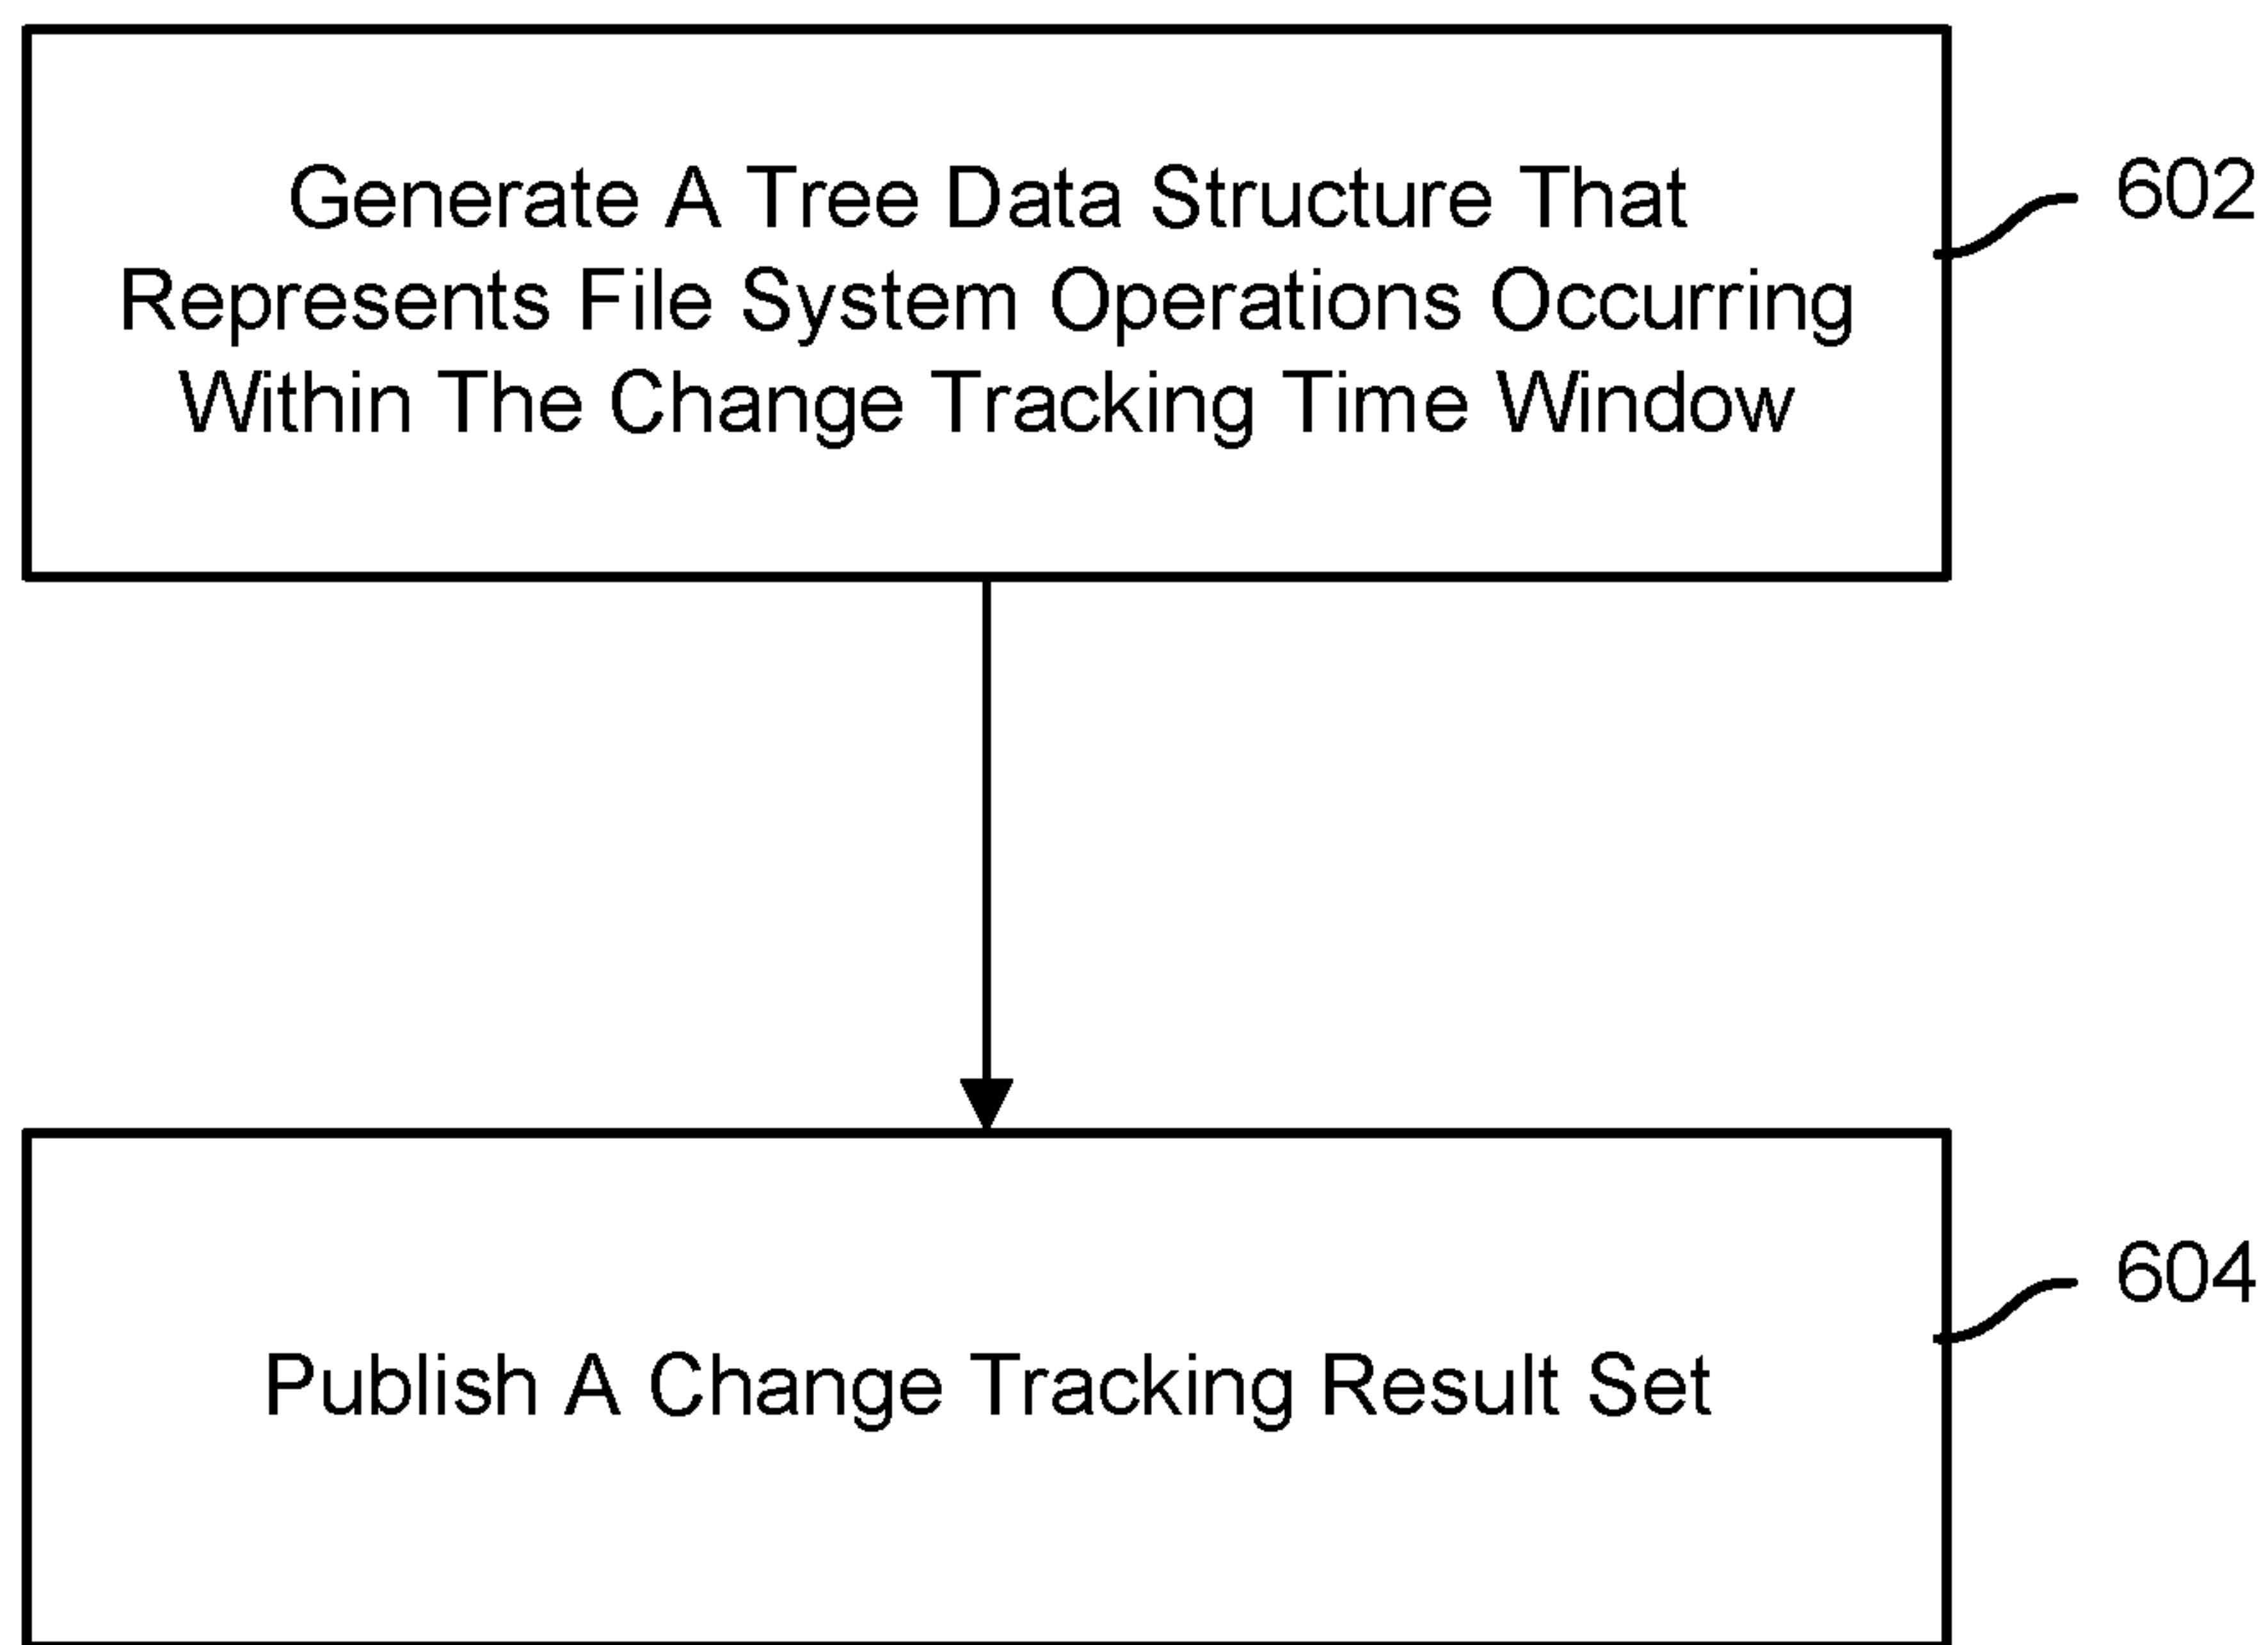 Generate A Tree Data Structure That
Represents File System Operations Occurring
Within The Change Tracking Time Window
602
Publish A Change Tracking Result Set
604